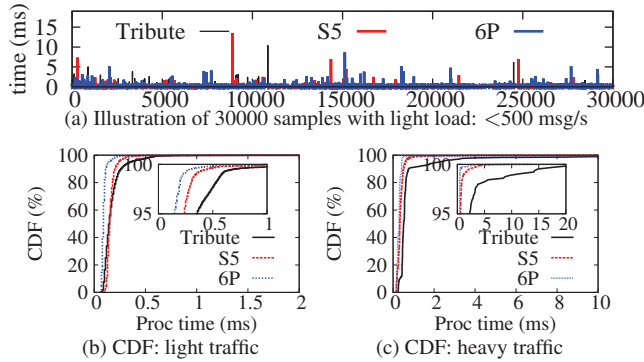 Tribute S5 6P
time (ms)
15
10
5
0
0 5000 10000 15000 20000 25000 30000
(a) Illustration of 30000 samples with light load: <500 msg/s
CDF (%)
100
80
60
40
20
0
100
95
0 0.5 1
Tribute
S5
6P
0 0.5 1 1.5 2
Proc time (ms)
(b) CDF: light traffic
CDF (%)
100
80
60
40
20
0
100
95
0 5 10 15 20
Tribute
S5
6P
0 2 4 6 8 10
Proc time (ms)
(c) CDF: heavy traffic